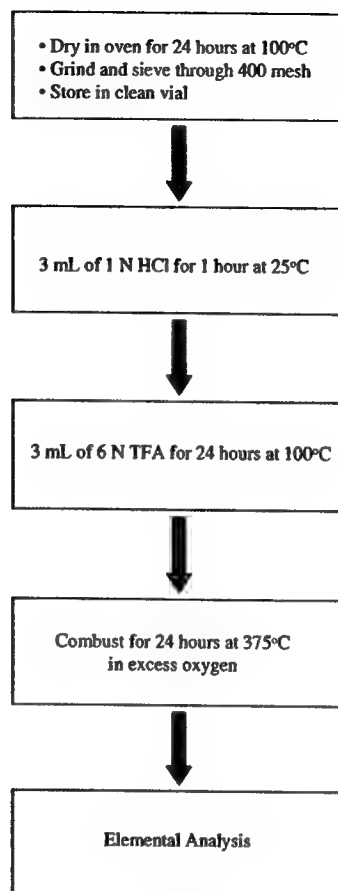 • Dry in oven for 24 hours at 100°C
• Grind and sieve through 400 mesh
• Store in clean vial
3 mL of 1 N HCl for 1 hour at 25°C
3 mL of 6 N TFA for 24 hours at 100°C
Combust for 24 hours at 375°C
in excess oxygen
Elemental Analysis